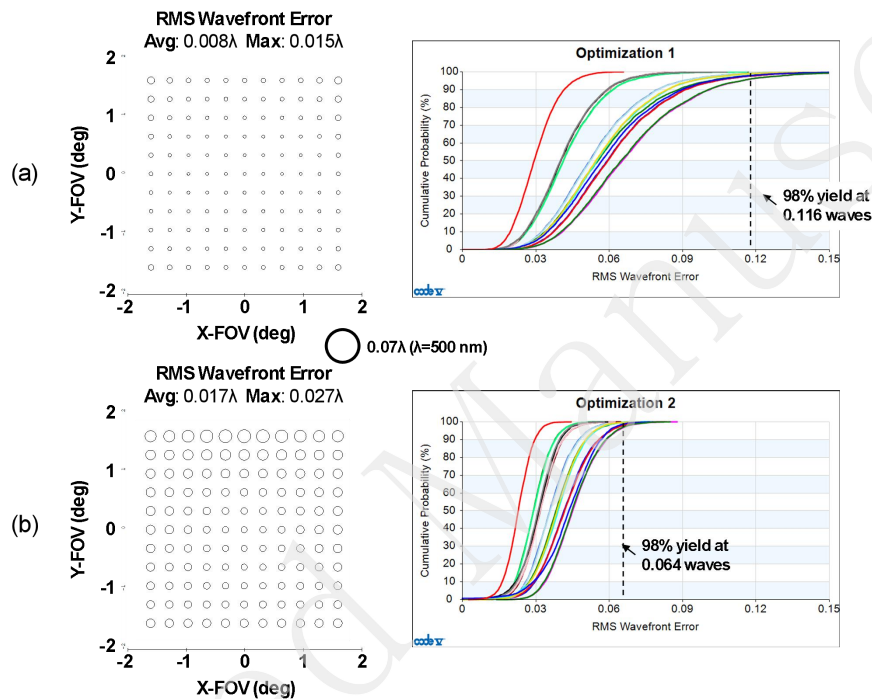 RMS Wavefront Error
Avg: 0.008λ Max: 0.015λ
2
1
0
-1
-2
Y-FOV (deg)
-2 -1 0 1 2
X-FOV (deg)
(a)
Optimization 1
100
90
80
70
60
50
40
30
20
10
0
Cumulative Probability (%)
98% yield at
0.116 waves
0 0.03 0.06 0.09 0.12 0.15
RMS Wavefront Error
code V
0.07λ (λ=500 nm)
RMS Wavefront Error
Avg: 0.017λ Max: 0.027λ
2
1
0
-1
-2
Y-FOV (deg)
-2 -1 0 1 2
X-FOV (deg)
(b)
Optimization 2
100
90
80
70
60
50
40
30
20
10
0
Cumulative Probability (%)
98% yield at
0.064 waves
0 0.03 0.06 0.09 0.12 0.15
RMS Wavefront Error
code V
ed Manusc